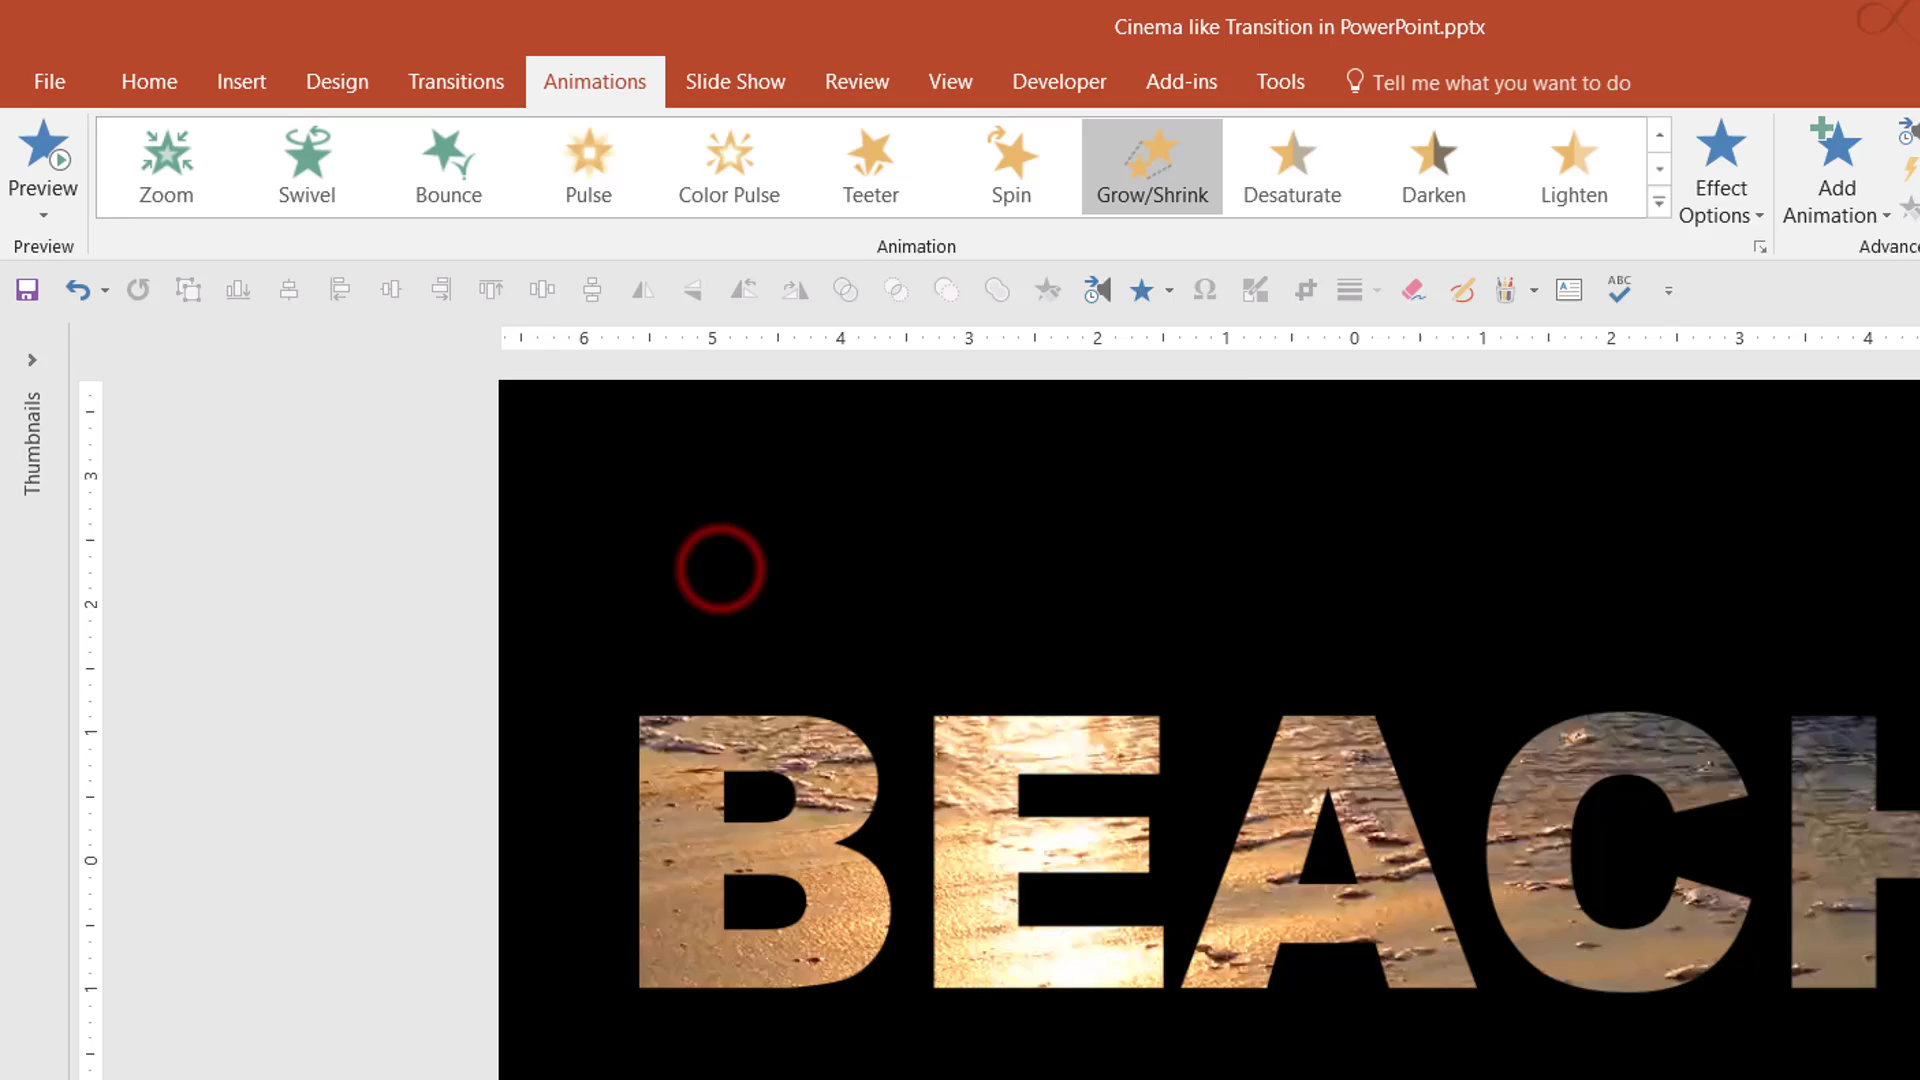 Cinema like Transition in PowerPoint.pptx
File Home Insert Design Transitions Animations Slide Show Review View Developer Add-ins Tools Tell me what you want to do
Preview Zoom Swivel Bounce Pulse Color Pulse Teeter Spin Grow/Shrink Desaturate Darken Lighten Effect Options Add Animation
Preview Animation Advance
ABC
6 5 4 3 2 1 0 1 2 3 4
Thumbnails
3
2
1
0
1
BEACH